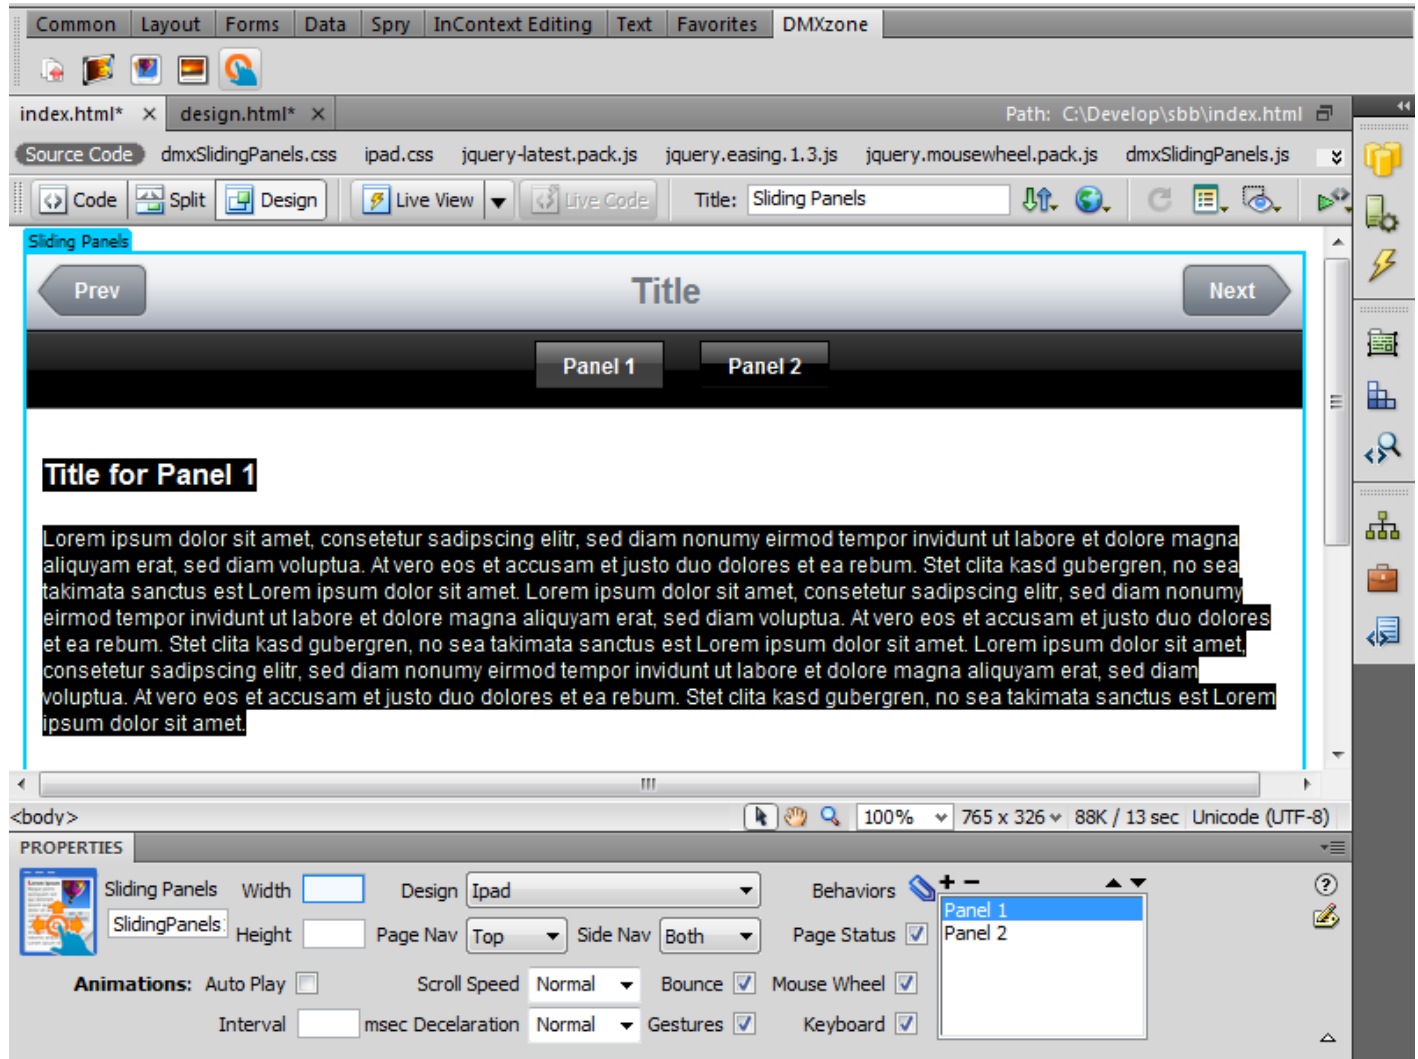 Common Layout Forms Data Spry InContext Editing Text Favorites DMXzone
index.html* × design.html* × Path: C:\Develop\sbb\index.html
Source Code dmxSlidingPanels.css ipad.css jquery-latest.pack.js jquery.easing.1.3.js jquery.mousewheel.pack.js dmxSlidingPanels.js
Code Split Design Live View Live Code Title: Sliding Panels
Sliding Panels
Prev Title Next
Panel 1 Panel 2
Title for Panel 1
Lorem ipsum dolor sit amet, consetetur sadipscing elitr, sed diam nonumy eirmod tempor invidunt ut labore et dolore magna
aliquyam erat, sed diam voluptua. At vero eos et accusam et justo duo dolores et ea rebum. Stet clita kasd gubergren, no sea
takimata sanctus est Lorem ipsum dolor sit amet. Lorem ipsum dolor sit amet, consetetur sadipscing elitr, sed diam nonumy
eirmod tempor invidunt ut labore et dolore magna aliquyam erat, sed diam voluptua. At vero eos et accusam et justo duo dolores
et ea rebum. Stet clita kasd gubergren, no sea takimata sanctus est Lorem ipsum dolor sit amet. Lorem ipsum dolor sit amet,
consetetur sadipscing elitr, sed diam nonumy eirmod tempor invidunt ut labore et dolore magna aliquyam erat, sed diam
voluptua. At vero eos et accusam et justo duo dolores et ea rebum. Stet clita kasd gubergren, no sea takimata sanctus est Lorem
ipsum dolor sit amet.
<body> 100% 765 x 326 88K / 13 sec Unicode (UTF-8)
PROPERTIES
Sliding Panels Width Design Ipad Behaviors
Panel 1
SlidingPanels Height Page Nav Top Side Nav Both Page Status Panel 2
Animations: Auto Play Scroll Speed Normal Bounce Mouse Wheel
Interval msec Decelaration Normal Gestures Keyboard